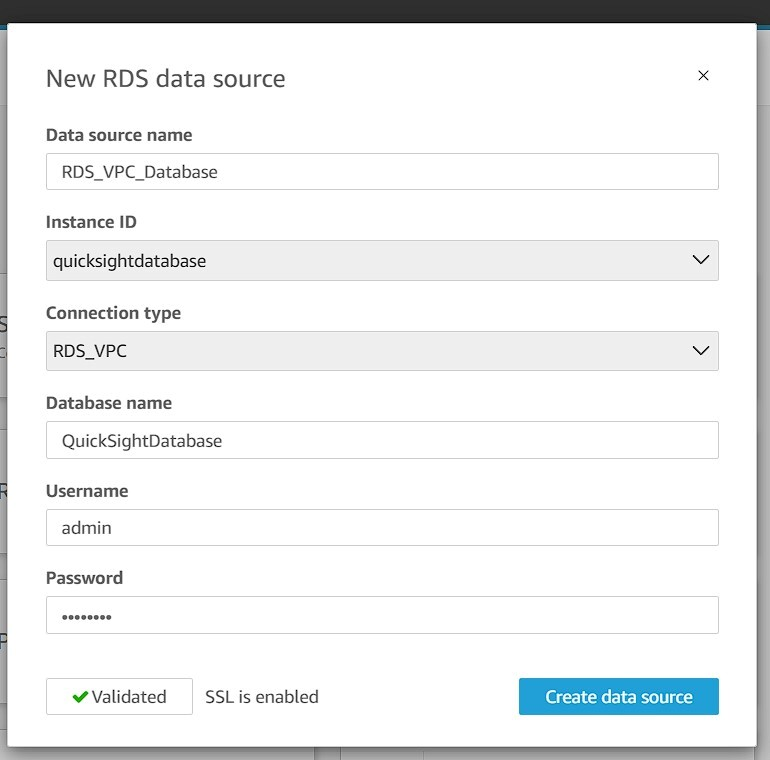 New RDS data source
Data source name
RDS_VPC_Database
Instance ID
quicksightdatabase
Connection type
RDS_VPC
Database name
QuickSightDatabase
Username
admin
Password
••••••••
Validated SSL is enabled Create data source